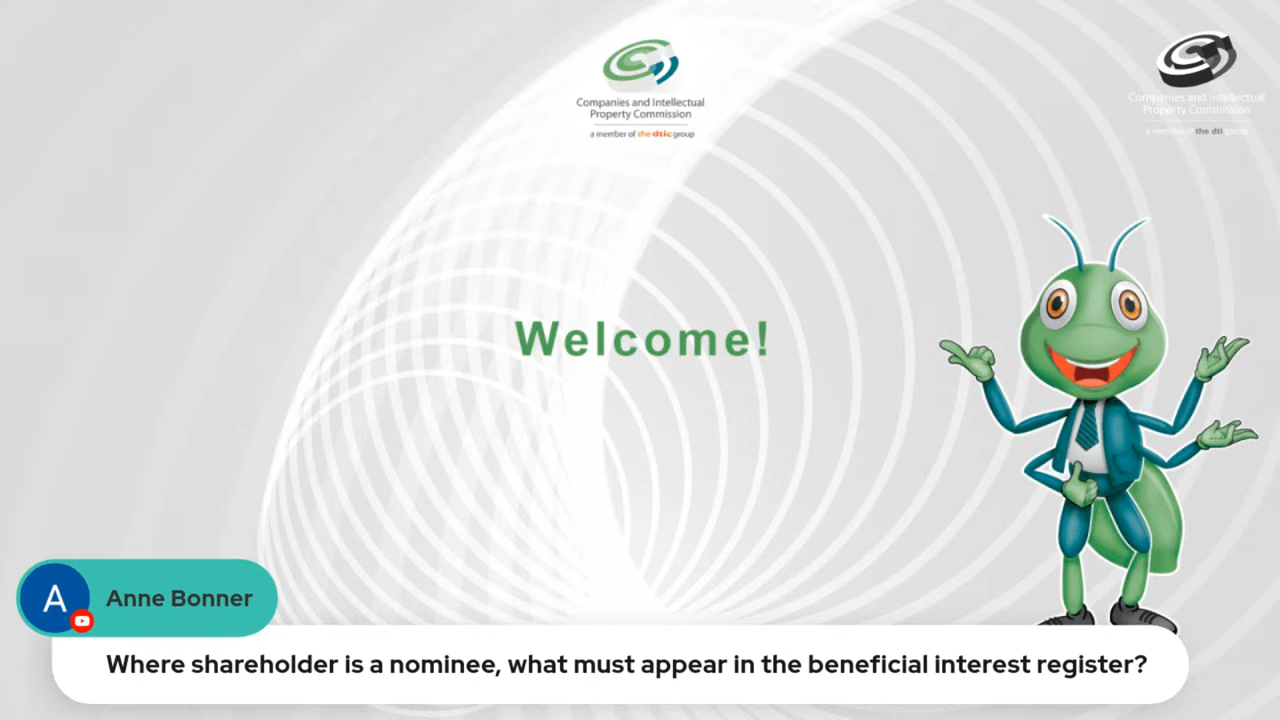 Companies and Intellectual
Property Commission
a member of the dtic group
Companies and Intellectual
Property Commission
a member of the dti group
Welcome!
A
Anne Bonner
Where shareholder is a nominee, what must appear in the beneficial interest register?